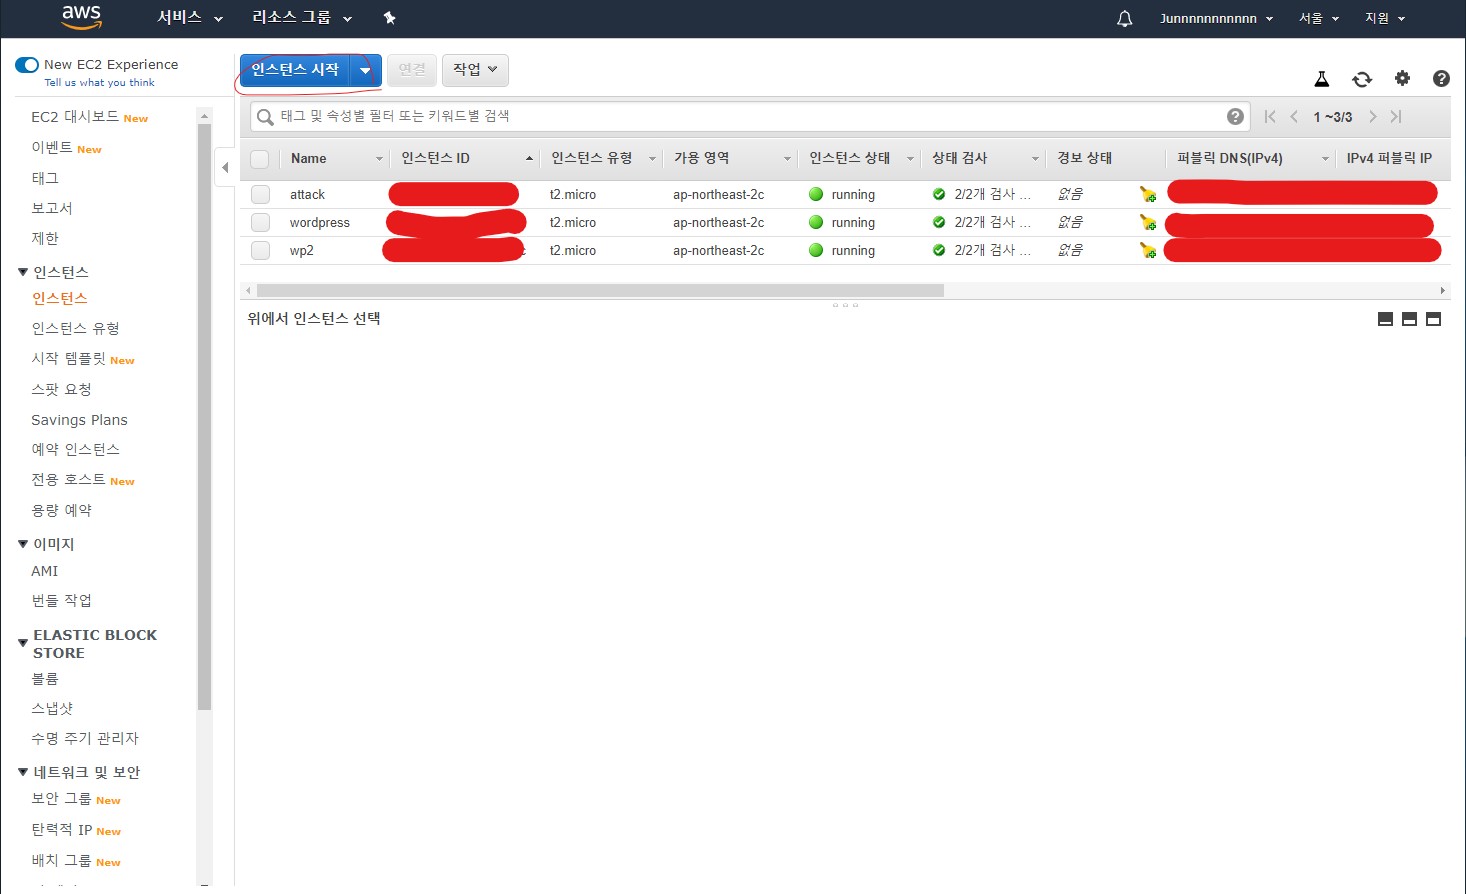 aws 서비스 리소스 그룹 Junnnnnnnnnnn 서울 지원
New EC2 Experience
Tell us what you think
EC2 대시보드 New
이벤트 New
태그
보고서
제한
인스턴스
인스턴스
인스턴스 유형
시작 템플릿 New
스팟 요청
Savings Plans
예약 인스턴스
전용 호스트 New
용량 예약
이미지
AMI
번들 작업
ELASTIC BLOCK
STORE
볼륨
스냅샷
수명 주기 관리자
네트워크 및 보안
보안 그룹 New
탄력적 IP New
배치 그룹 New
인스턴스 시작 연결 작업
태그 및 속성별 필터 또는 키워드별 검색 1 ~3/3
Name 인스턴스 ID 인스턴스 유형 가용 영역 인스턴스 상태 상태 검사 경보 상태 퍼블릭 DNS(IPv4) IPv4 퍼블릭 IP
attack t2.micro ap-northeast-2c running 2/2개 검사 ... 없음
wordpress t2.micro ap-northeast-2c running 2/2개 검사 ... 없음
wp2 t2.micro ap-northeast-2c running 2/2개 검사 ... 없음
위에서 인스턴스 선택